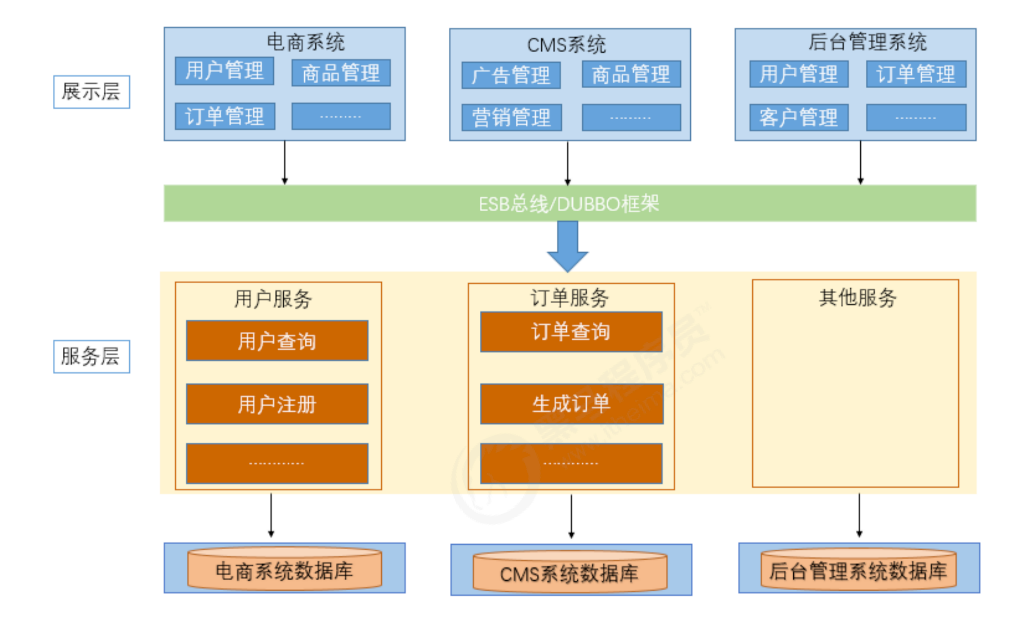 电商系统
用户管理
商品管理
订单管理
………
CMS系统
广告管理
商品管理
营销管理
………
后台管理系统
用户管理
订单管理
客户管理
………
展示层
ESB总线/DUBBO框架
服务层
用户服务
用户查询
用户注册
…………
订单服务
订单查询
生成订单
…………
其他服务
电商系统数据库
CMS系统数据库
后台管理系统数据库